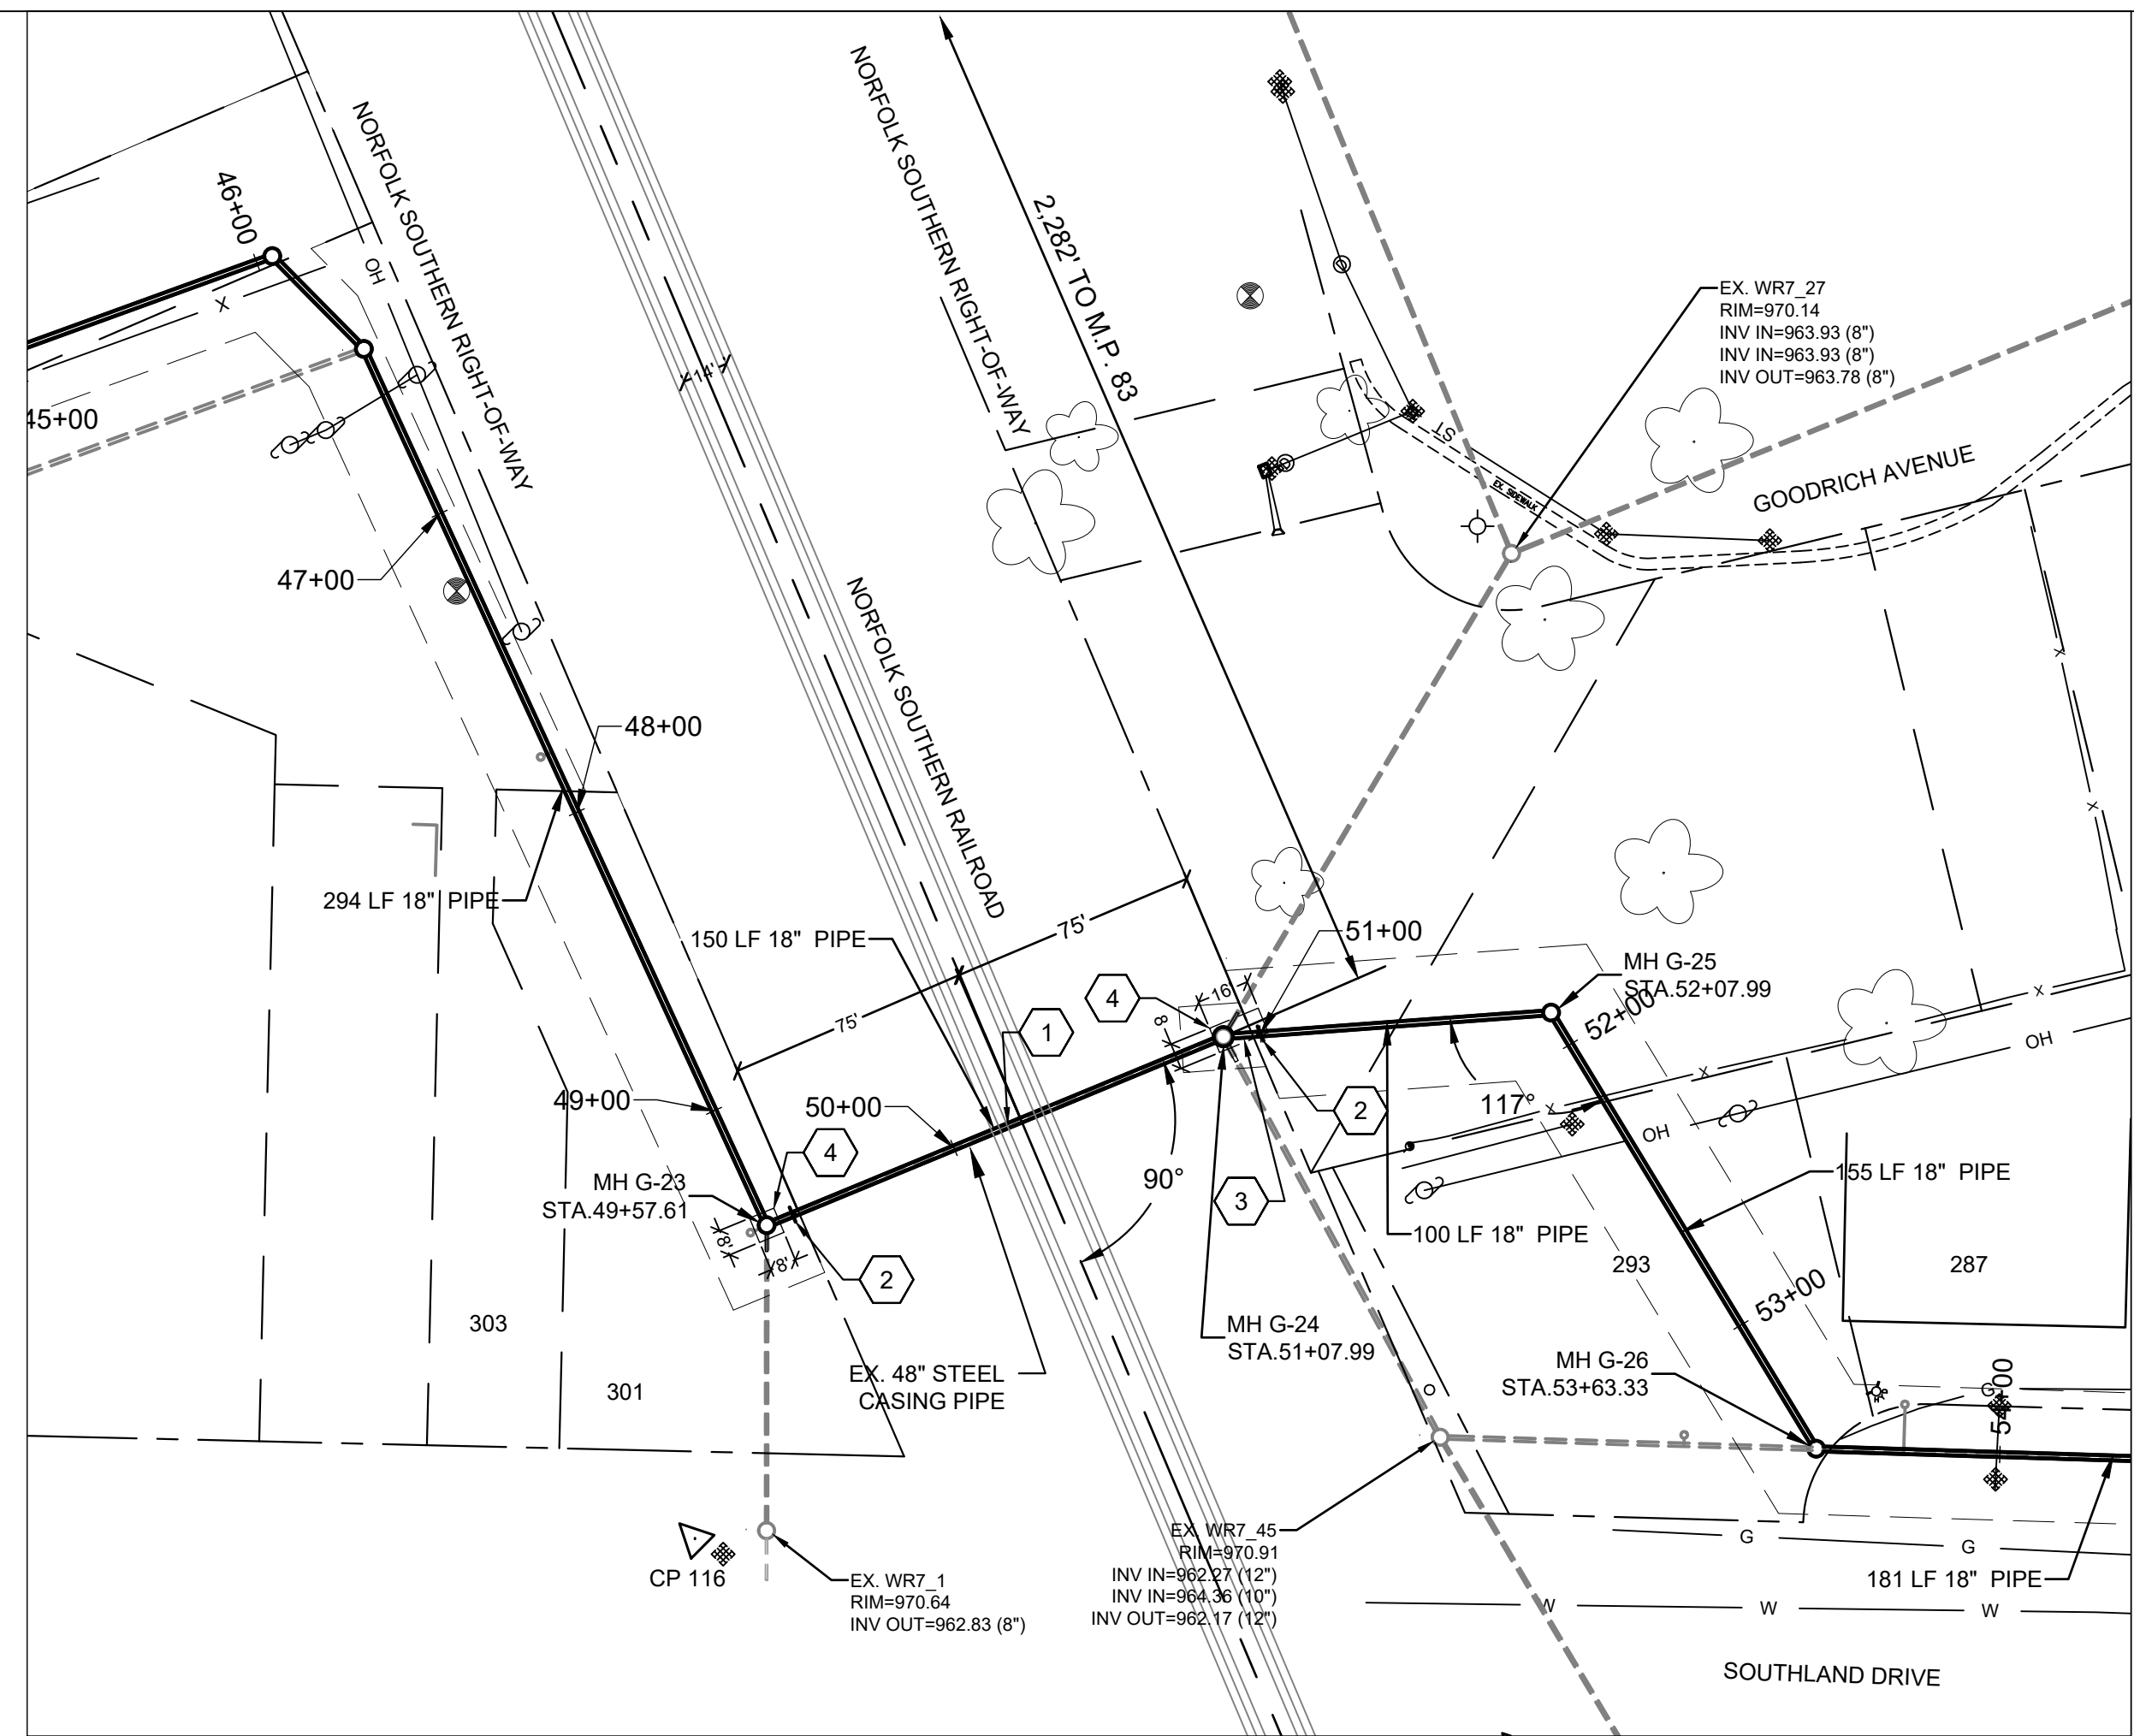 46+00
OH
X
NORFOLK SOUTHERN RIGHT-OF-WAY
14'
NORFOLK SOUTHERN RIGHT-OF-WAY
2,282' TO M.P. 83
EX. WR7_27
RIM=970.14
INV IN=963.93 (8")
INV IN=963.93 (8")
INV OUT=963.78 (8")
ST
EX. SIDEWALK
GOODRICH AVENUE
45+00
47+00
48+00
NORFOLK SOUTHERN RAILROAD
X
X
294 LF 18" PIPE
150 LF 18" PIPE
75'
75'
1
4
16'
8'
51+00
MH G-25
STA.52+07.99
52+00
X
X
X
OH
OH
117°
2
49+00
50+00
4
MH G-23
STA.49+57.61
8'
8'
2
90°
3
100 LF 18" PIPE
155 LF 18" PIPE
293
287
53+00
MH G-24
STA.51+07.99
303
301
EX. 48" STEEL
CASING PIPE
MH G-26
STA.53+63.33
54+00
G
G
G
EX. WR7_45
RIM=970.91
INV IN=962.27 (12")
INV IN=964.36 (10")
INV OUT=962.17 (12")
CP 116
EX. WR7_1
RIM=970.64
INV OUT=962.83 (8")
181 LF 18" PIPE
W
W
W
SOUTHLAND DRIVE